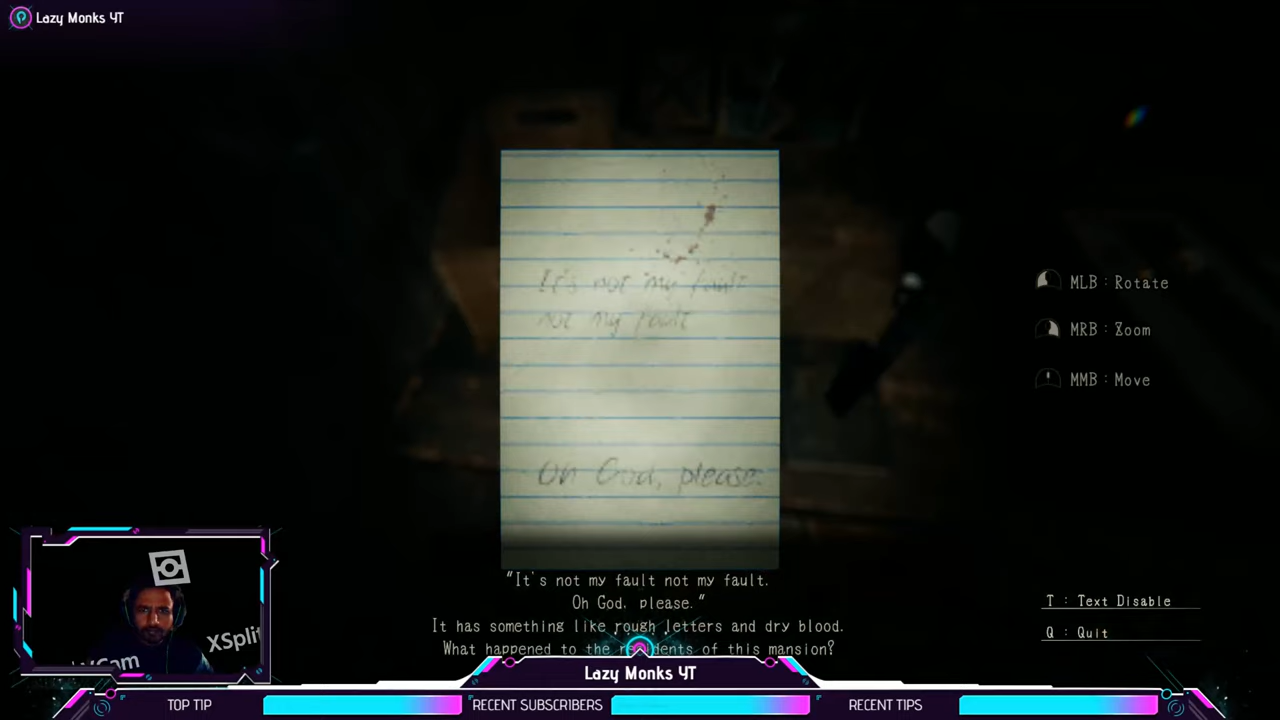 Lazy Monks YT
It's not my fault
not my fault
Oh God, please.
MLB : Rotate
MRB : Zoom
MMB : Move
"It's not my fault not my fault.
Oh God, please."
It has something like rough letters and dry blood.
What happened to the residents of this mansion?
T : Text Disable
Q : Quit
XSplit
VCam
Lazy Monks YT
TOP TIP
RECENT SUBSCRIBERS
RECENT TIPS